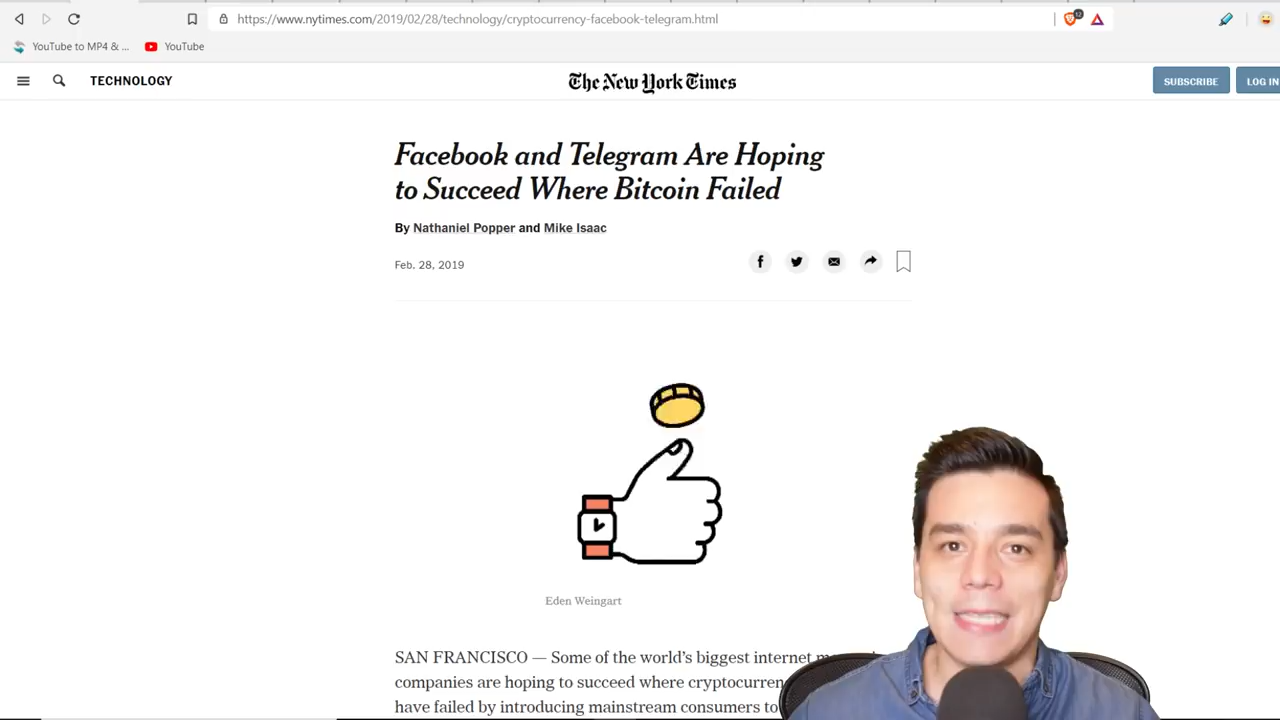 https://www.nytimes.com/2019/02/28/technology/cryptocurrency-facebook-telegram.html
12
YouTube to MP4 & ...
YouTube
TECHNOLOGY
The New York Times
SUBSCRIBE
LOG IN
Facebook and Telegram Are Hoping
to Succeed Where Bitcoin Failed
By Nathaniel Popper and Mike Isaac
Feb. 28, 2019
Eden Weingart
SAN FRANCISCO — Some of the world’s biggest internet
companies are hoping to succeed where
have failed by introducing mainstream consumers to